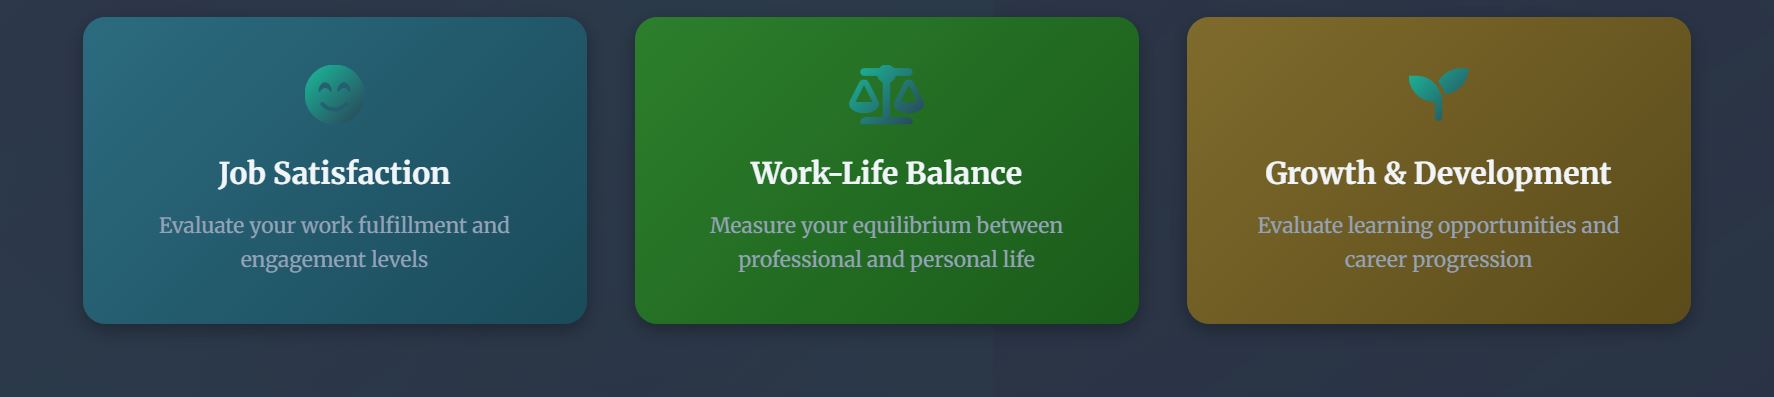 Job Satisfaction
Evaluate your work fulfillment and
engagement levels
Work-Life Balance
Measure your equilibrium between
professional and personal life
Growth & Development
Evaluate learning opportunities and
career progression